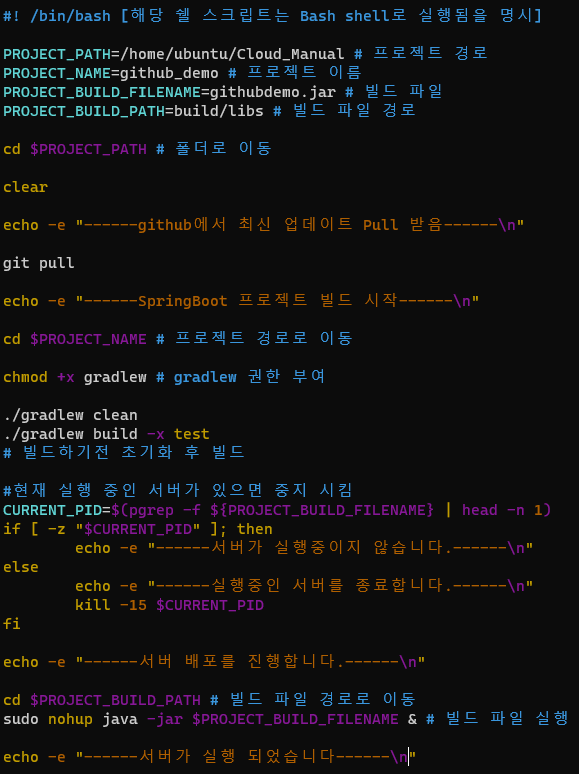 #! /bin/bash [해당 쉘 스크립트는 Bash shell로 실행됨을 명시]
PROJECT_PATH=/home/ubuntu/Cloud_Manual # 프로젝트 경로
PROJECT_NAME=github_demo # 프로젝트 이름
PROJECT_BUILD_FILENAME=githubdemo.jar # 빌드 파일
PROJECT_BUILD_PATH=build/libs # 빌드 파일 경로
cd $PROJECT_PATH # 폴더로 이동
clear
echo -e "------github에서 최신 업데이트 Pull 받음------\n"
git pull
echo -e "------SpringBoot 프로젝트 빌드 시작------\n"
cd $PROJECT_NAME # 프로젝트 경로로 이동
chmod +x gradlew # gradlew 권한 부여
./gradlew clean
./gradlew build -x test
# 빌드하기전 초기화 후 빌드
#현재 실행 중인 서버가 있으면 중지 시킴
CURRENT_PID=$(pgrep -f ${PROJECT_BUILD_FILENAME} | head -n 1)
if [ -z "$CURRENT_PID" ]; then
        echo -e "------서버가 실행중이지 않습니다.------\n"
else
        echo -e "------실행중인 서버를 종료합니다.------\n"
        kill -15 $CURRENT_PID
fi
echo -e "------서버 배포를 진행합니다.------\n"
cd $PROJECT_BUILD_PATH # 빌드 파일 경로로 이동
sudo nohup java -jar $PROJECT_BUILD_FILENAME & # 빌드 파일 실행
echo -e "------서버가 실행 되었습니다------\n"